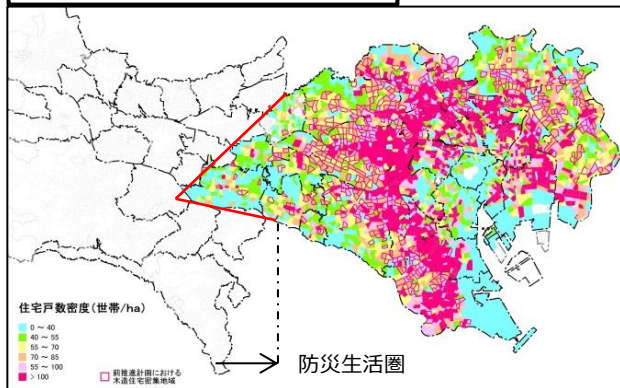 住宅戸数密度(世帯/ha)
0 ~ 40
40 ~ 55
55 ~ 70
70 ~ 85
55 ~ 100
> 100
前推進計画における
木造住宅密集地域
防災生活圏